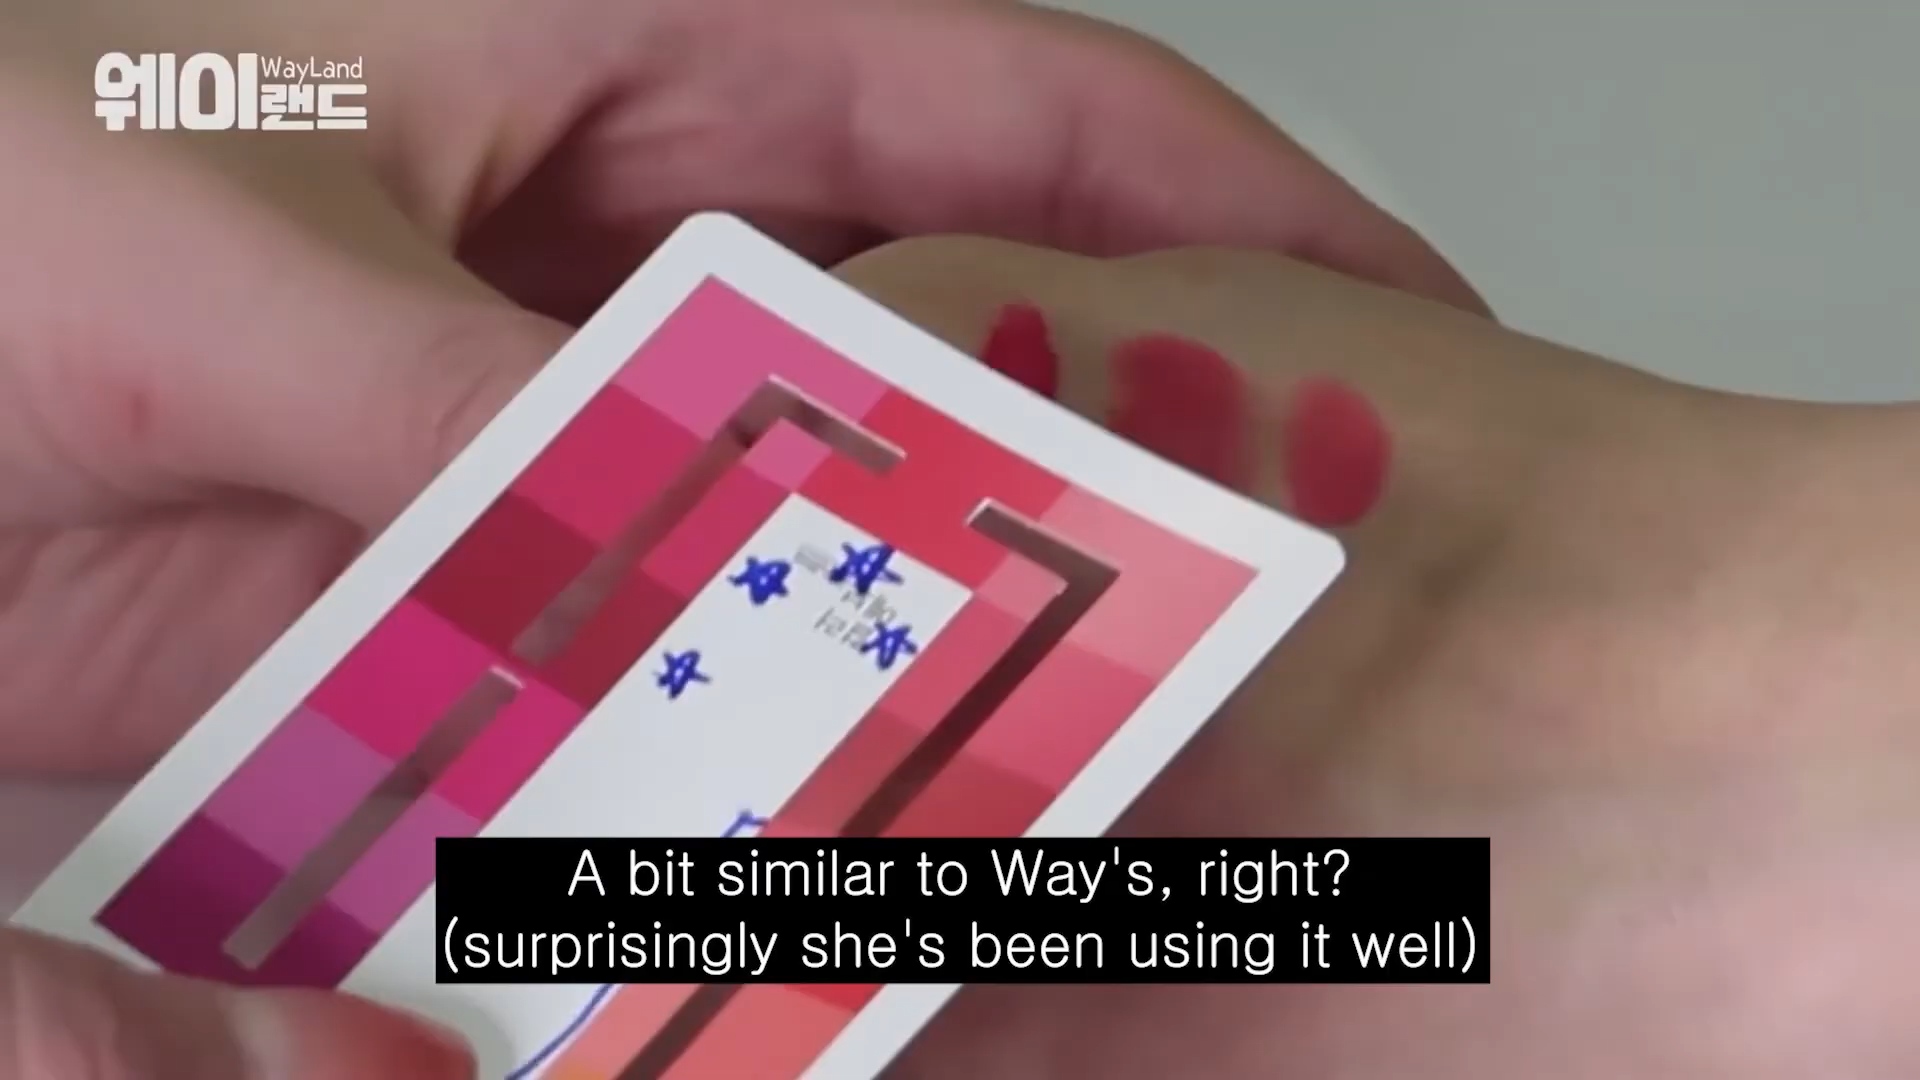 웨이랜드
WayLand
A bit similar to Way's, right?
(surprisingly she's been using it well)